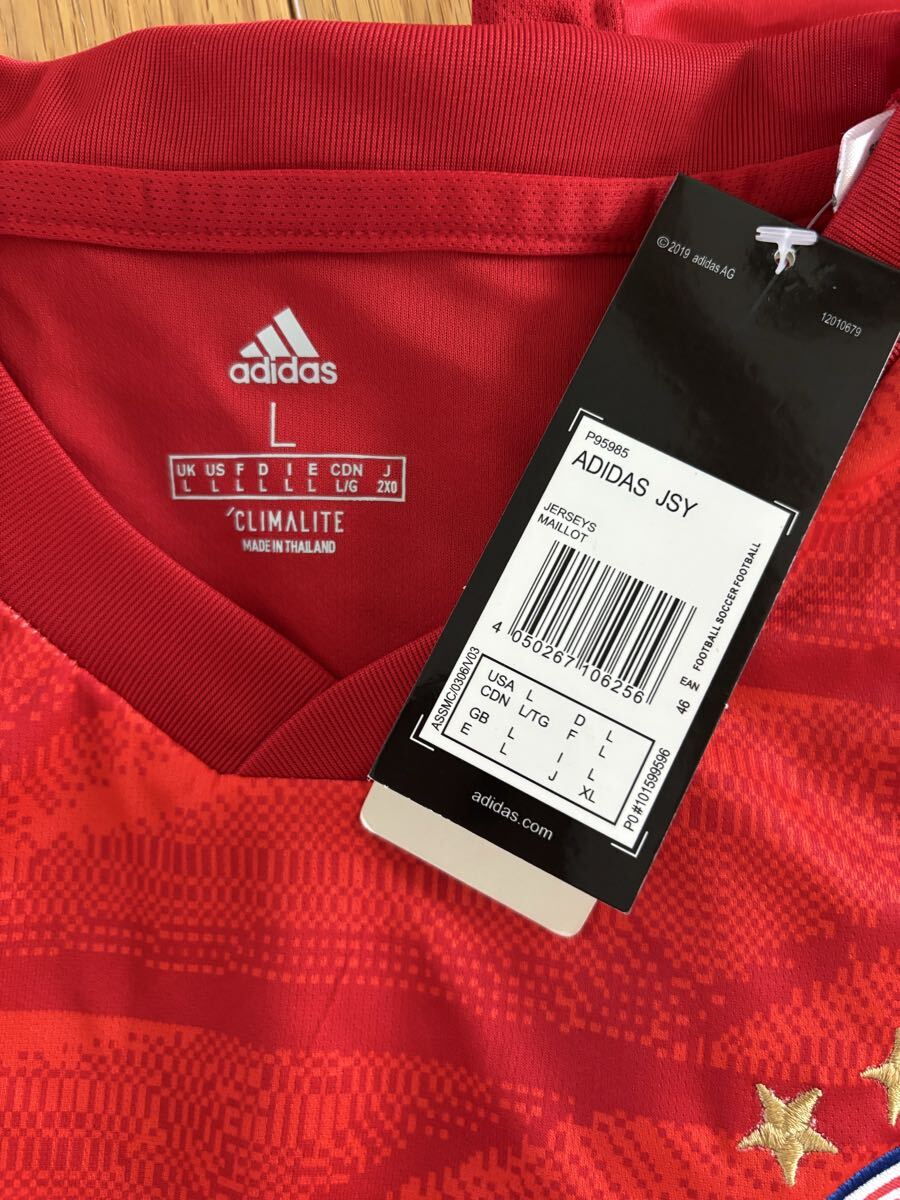 adidas
L
UK US F D I E CDN J
L L L L L L L/G 2XO
CLIMALITE
MADE IN THAILAND
© 2019 adidas AG
12010679
P95985
ADIDAS JSY
JERSEYS
MAILLOT
4 050267 106256
EAN
46
FOOTBALL SOCCER FOOTBALL
ASSMC/0306/V03
USA L D L
CDN L/TG F L
GB L I L
E L J XL
PO#101599596
adidas.com